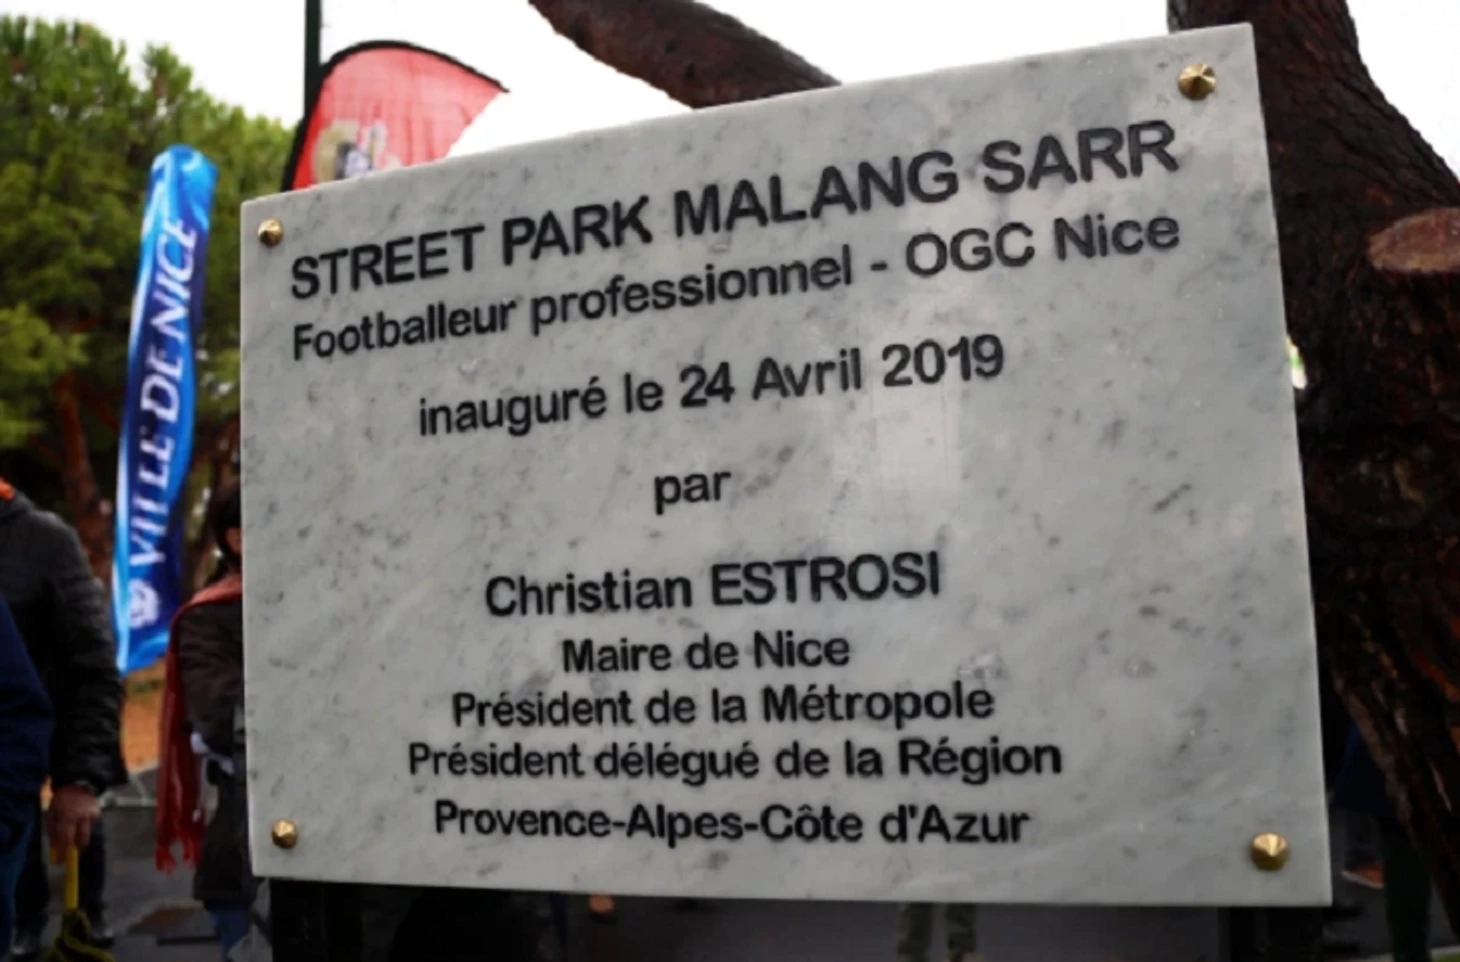 STREET PARK MALANG SARR
Footballeur professionnel - OGC Nice
inauguré le 24 Avril 2019
par
Christian ESTROSI
Maire de Nice
Président de la Métropole
Président délégué de la Région
Provence-Alpes-Côte d'Azur
VILLE DE NICE